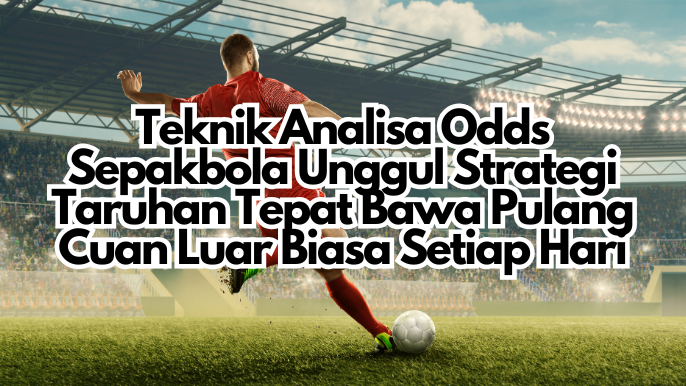 Teknik Analisa Odds
Sepakbola Unggul Strategi
Taruhan Tepat Bawa Pulang
Cuan Luar Biasa Setiap Hari